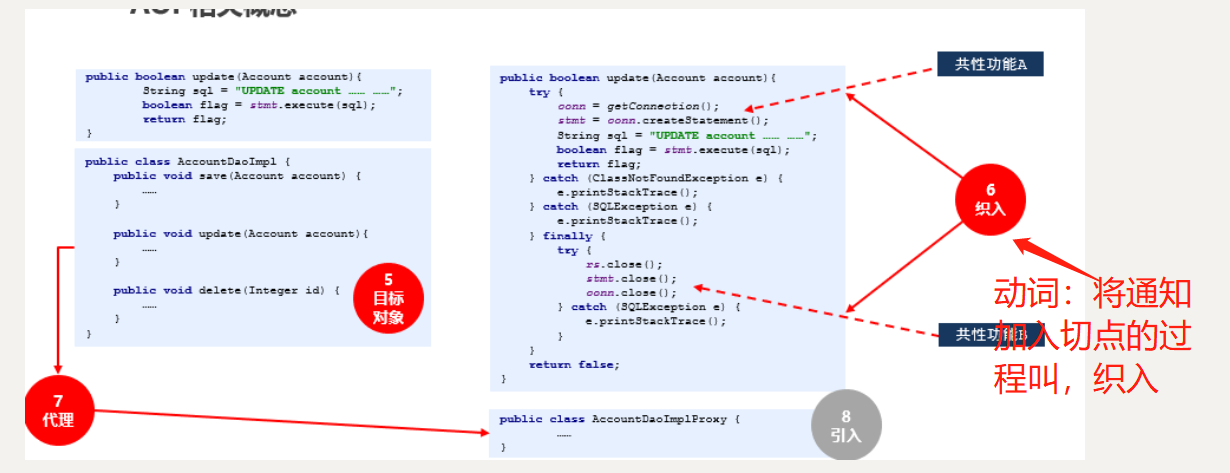 AOP相关概念
public boolean update(Account account){
String sql = "UPDATE account …… ……";
boolean flag = stmt.execute(sql);
return flag;
}
public class AccountDaoImpl {
public void save(Account account) {
……
}
public void update(Account account){
……
}
public void delete(Integer id) {
……
}
}
5
目标
对象
7
代理
public boolean update(Account account){
try {
conn = getConnection();
stmt = conn.createStatement();
String sql = "UPDATE account …… ……";
boolean flag = stmt.execute(sql);
return flag;
} catch (ClassNotFoundException e) {
e.printStackTrace();
} catch (SQLException e) {
e.printStackTrace();
} finally {
try {
rs.close();
stmt.close();
conn.close();
} catch (SQLException e) {
e.printStackTrace();
}
}
return false;
}
public class AccountDaoImplProxy {
……
}
8
引入
共性功能A
6
织入
共性功能B
动词：将通知
加入切点的过
程叫，织入